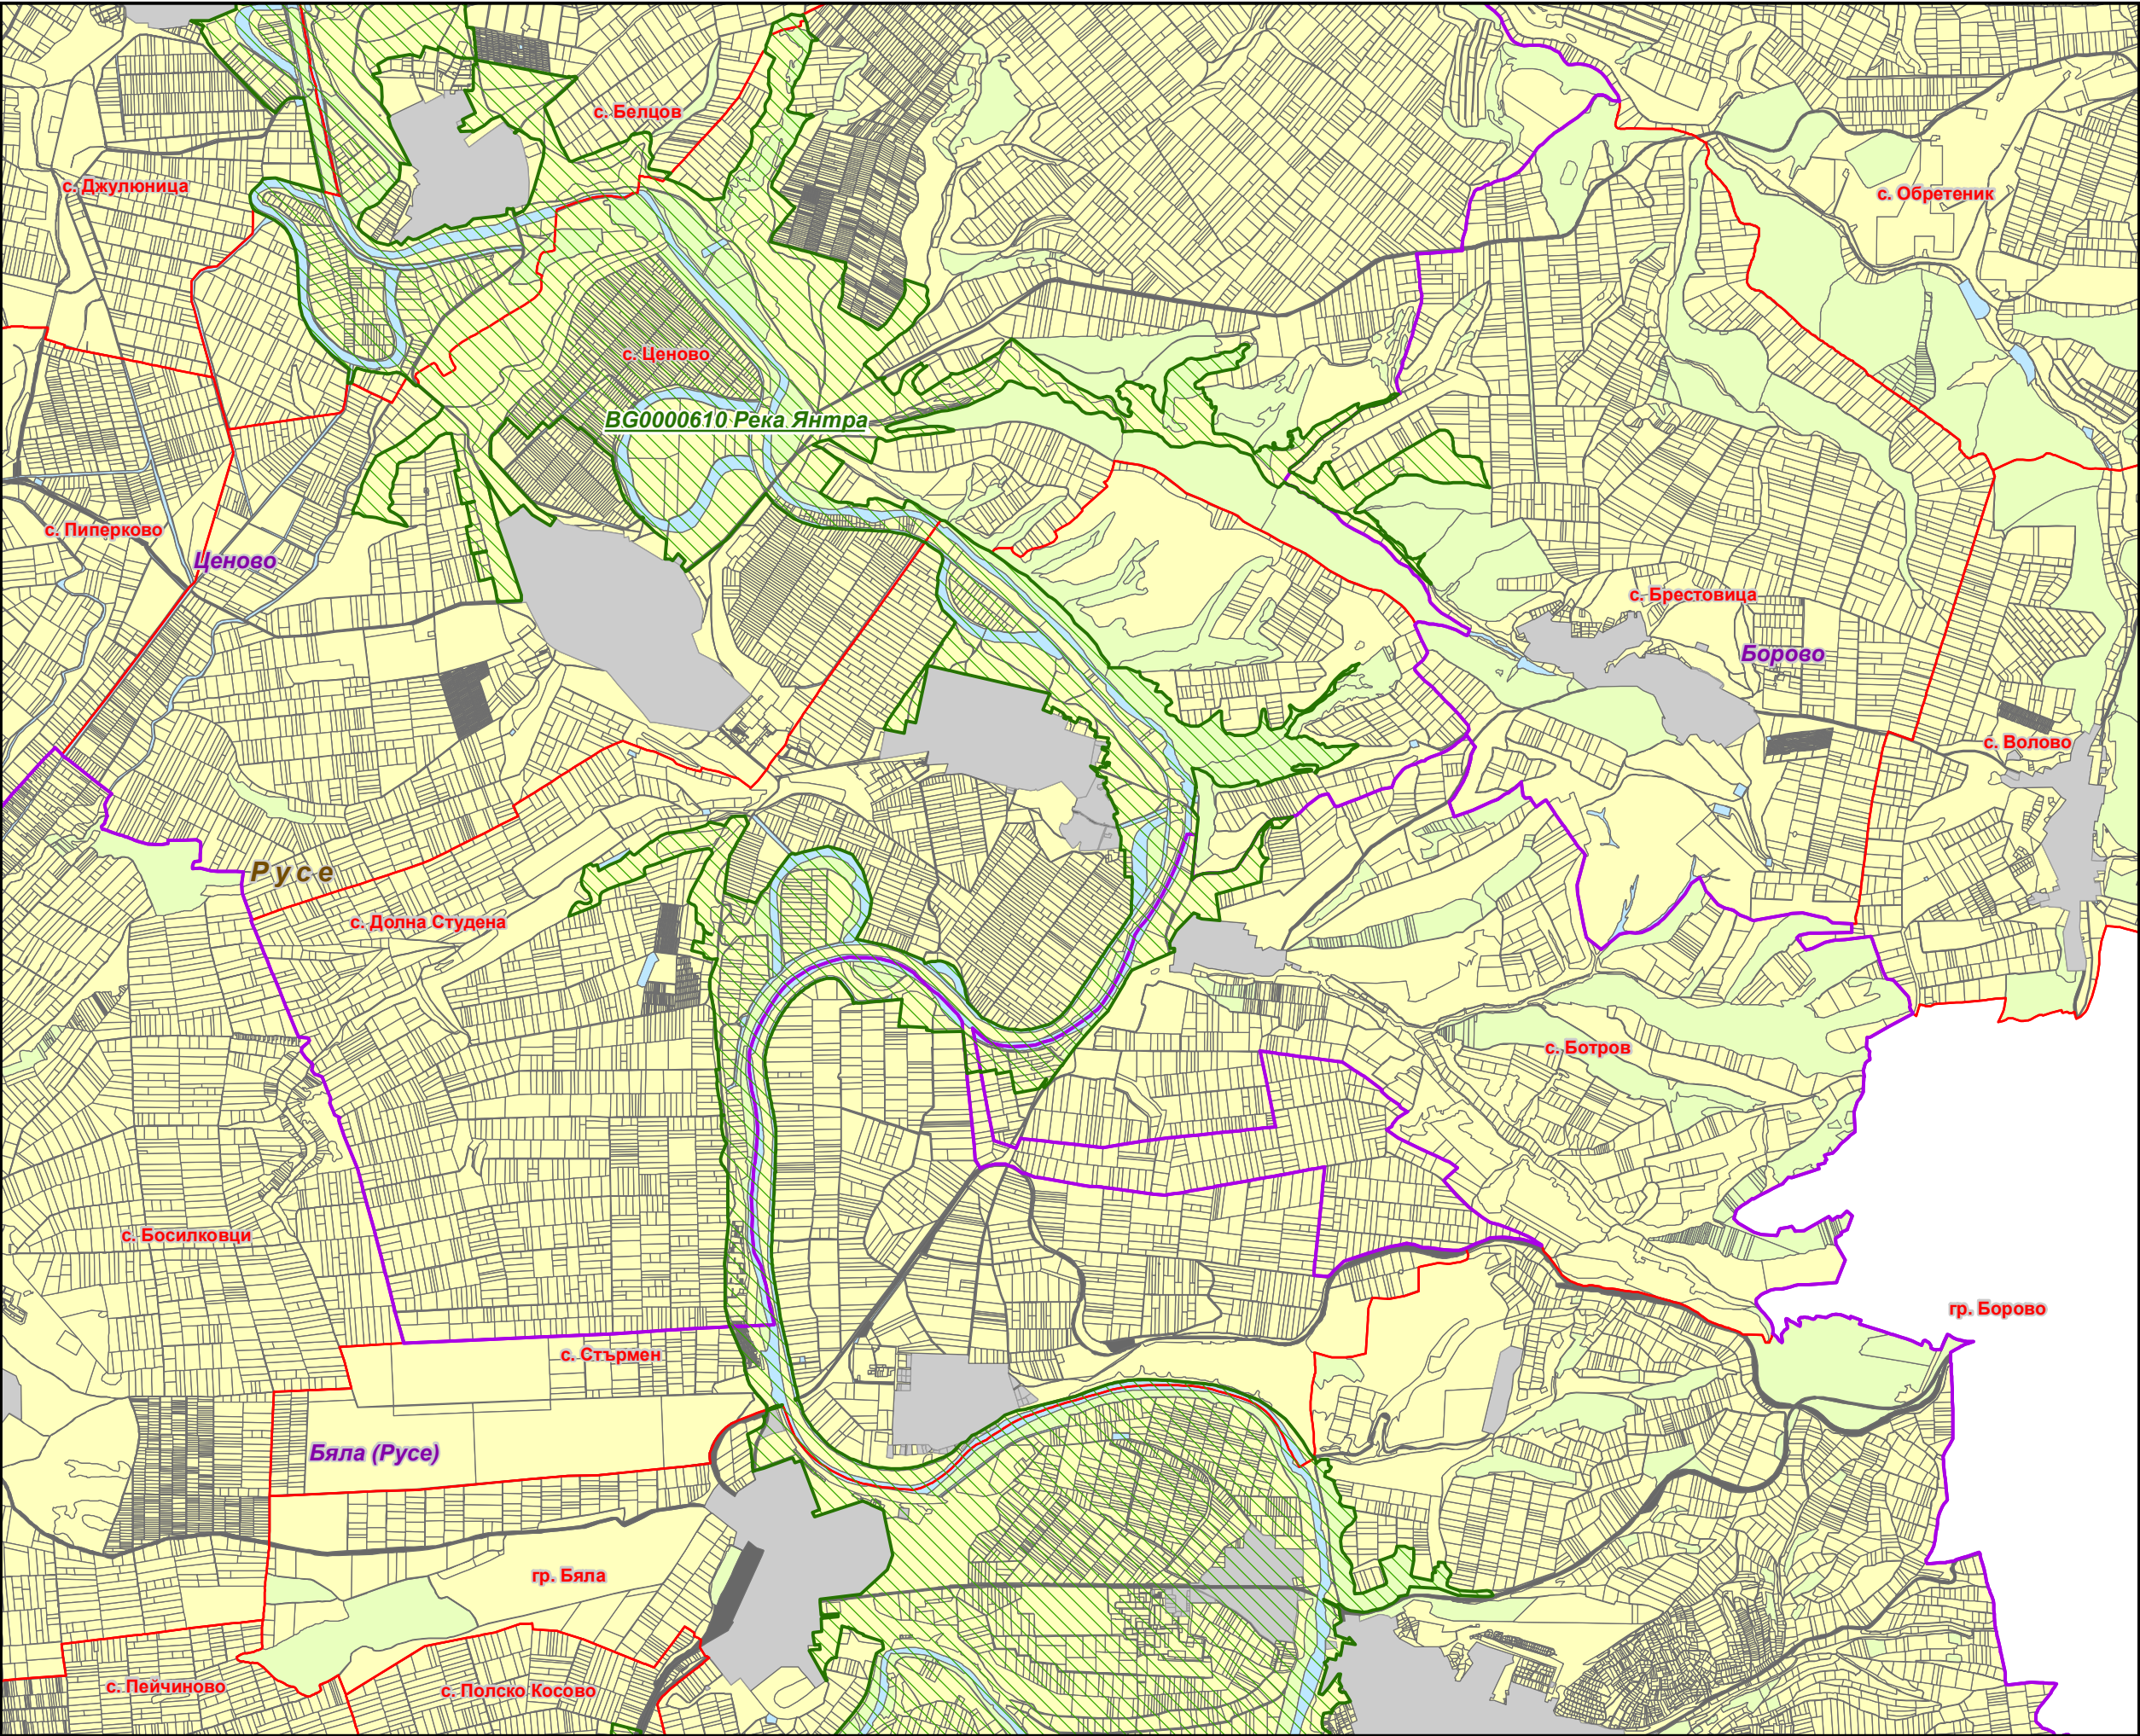 с. Белцов
с. Джулюница
с. Обретеник
с. Ценово
BG0000610 Река Янтра
с. Пиперково
Ценово
с. Брестовица
Борово
с. Волово
Русе
с. Долна Студена
с. Ботров
с. Босилковци
гр. Борово
с. Стърмен
Бяла (Русе)
гр. Бяла
с. Пейчиново
с. Полско Косово